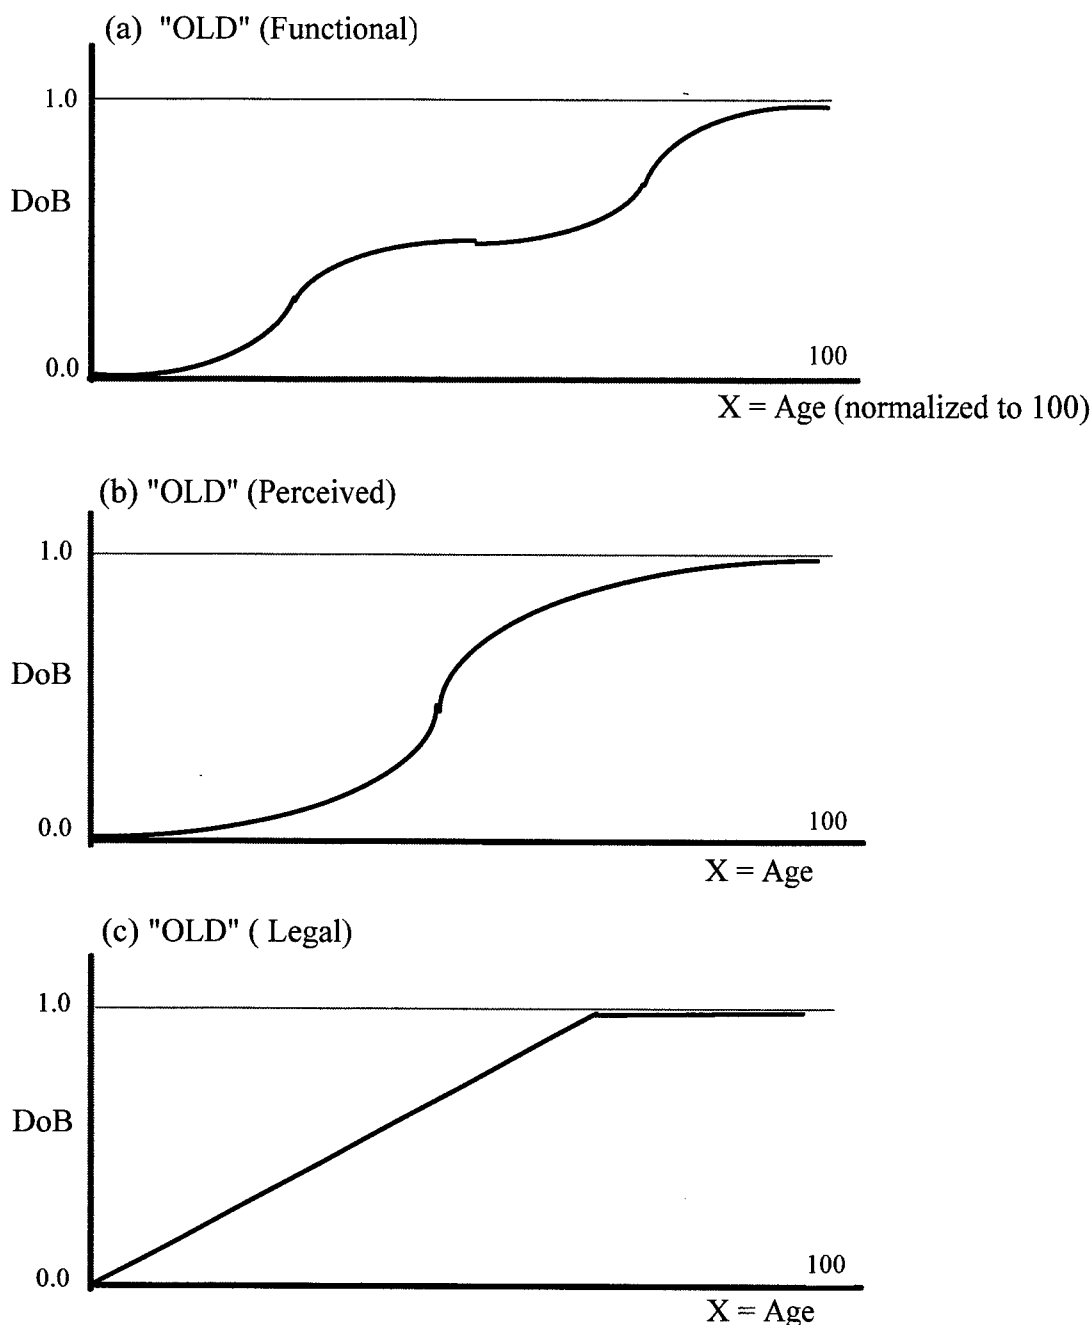 (a) "OLD" (Functional)
1.0
DoB
0.0
100
X = Age (normalized to 100)
(b) "OLD" (Perceived)
1.0
DoB
0.0
100
X = Age
(c) "OLD" ( Legal)
1.0
DoB
0.0
100
X = Age